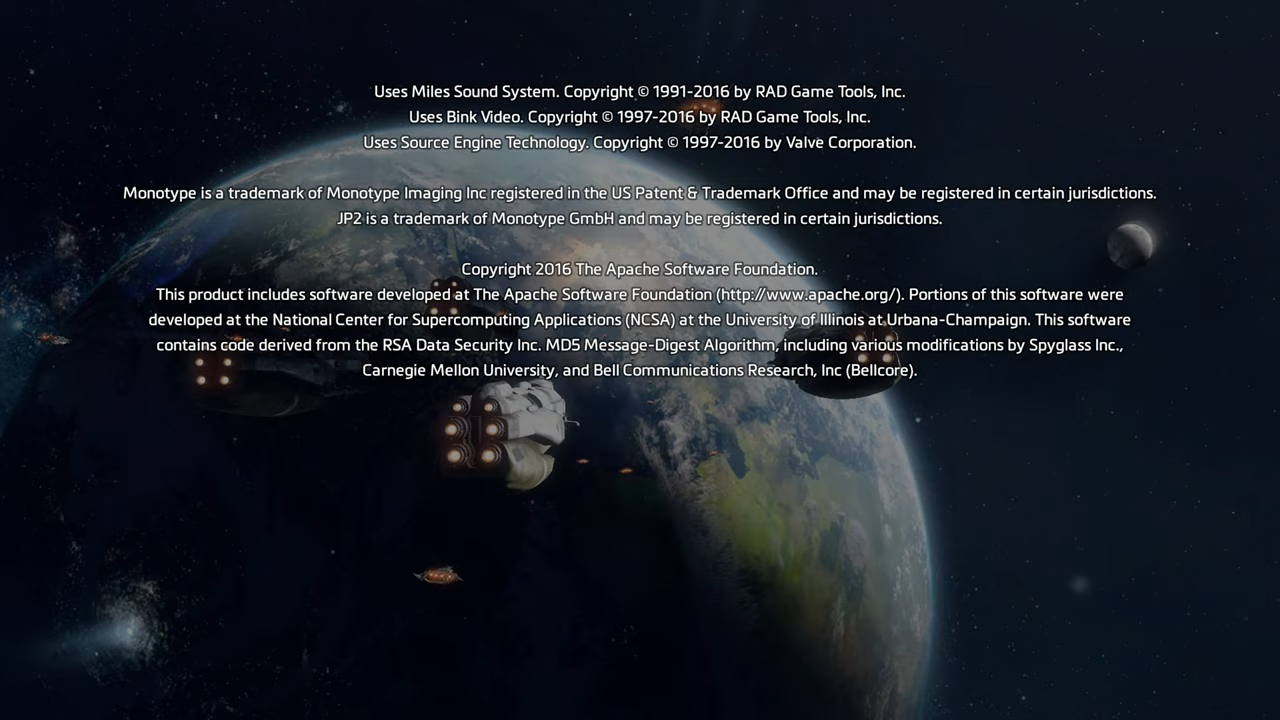 Uses Miles Sound System. Copyright © 1991-2016 by RAD Game Tools, Inc.
Uses Bink Video. Copyright © 1997-2016 by RAD Game Tools, Inc.
Uses Source Engine Technology. Copyright © 1997-2016 by Valve Corporation.
Monotype is a trademark of Monotype Imaging Inc registered in the US Patent & Trademark Office and may be registered in certain jurisdictions.
JP2 is a trademark of Monotype GmbH and may be registered in certain jurisdictions.
Copyright 2016 The Apache Software Foundation.
This product includes software developed at The Apache Software Foundation (http://www.apache.org/). Portions of this software were
developed at the National Center for Supercomputing Applications (NCSA) at the University of Illinois at Urbana-Champaign. This software
contains code derived from the RSA Data Security Inc. MD5 Message-Digest Algorithm, including various modifications by Spyglass Inc.,
Carnegie Mellon University, and Bell Communications Research, Inc (Bellcore).